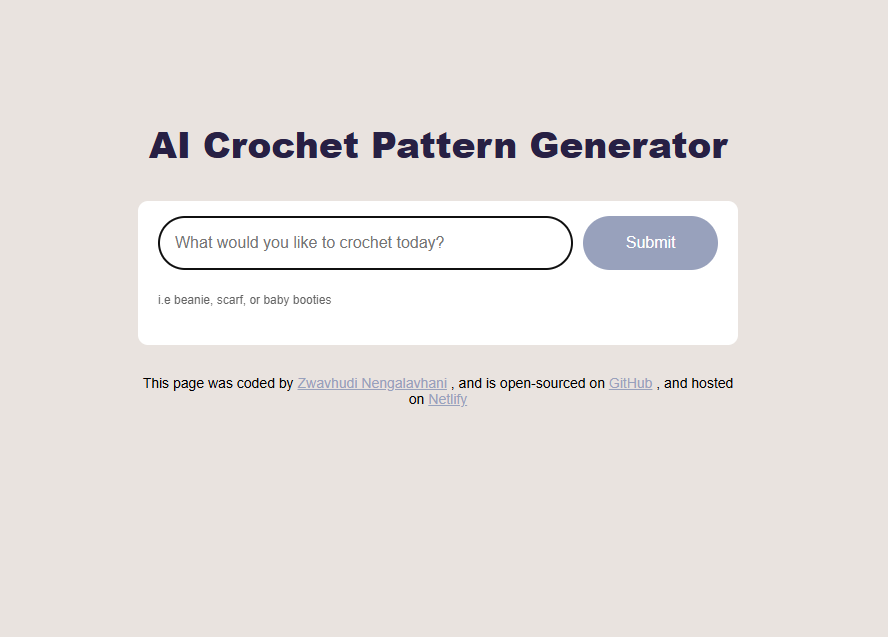 AI Crochet Pattern Generator
What would you like to crochet today?
Submit
i.e beanie, scarf, or baby booties
This page was coded by Zwavhudi Nengalavhani , and is open-sourced on GitHub , and hosted
on Netlify